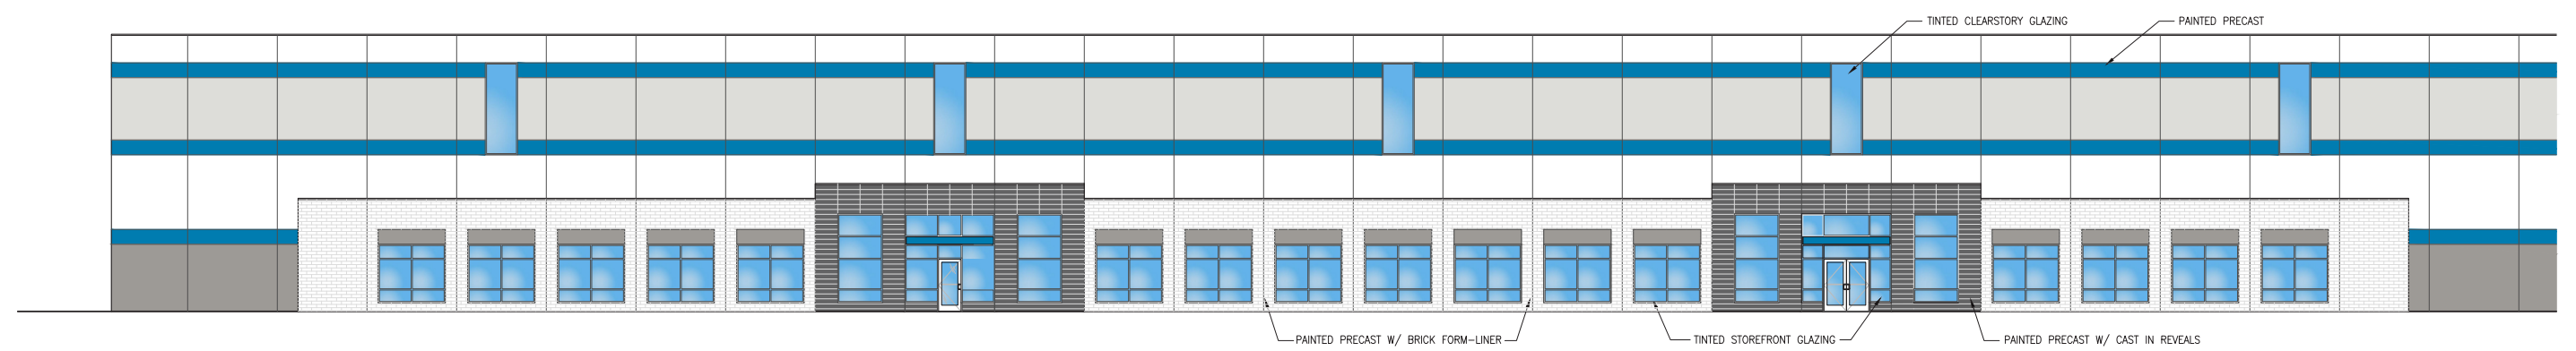 TINTED CLEARSTORY GLAZING
PAINTED PRECAST
PAINTED PRECAST W/ BRICK FORM-LINER
TINTED STOREFRONT GLAZING
PAINTED PRECAST W/ CAST IN REVEALS